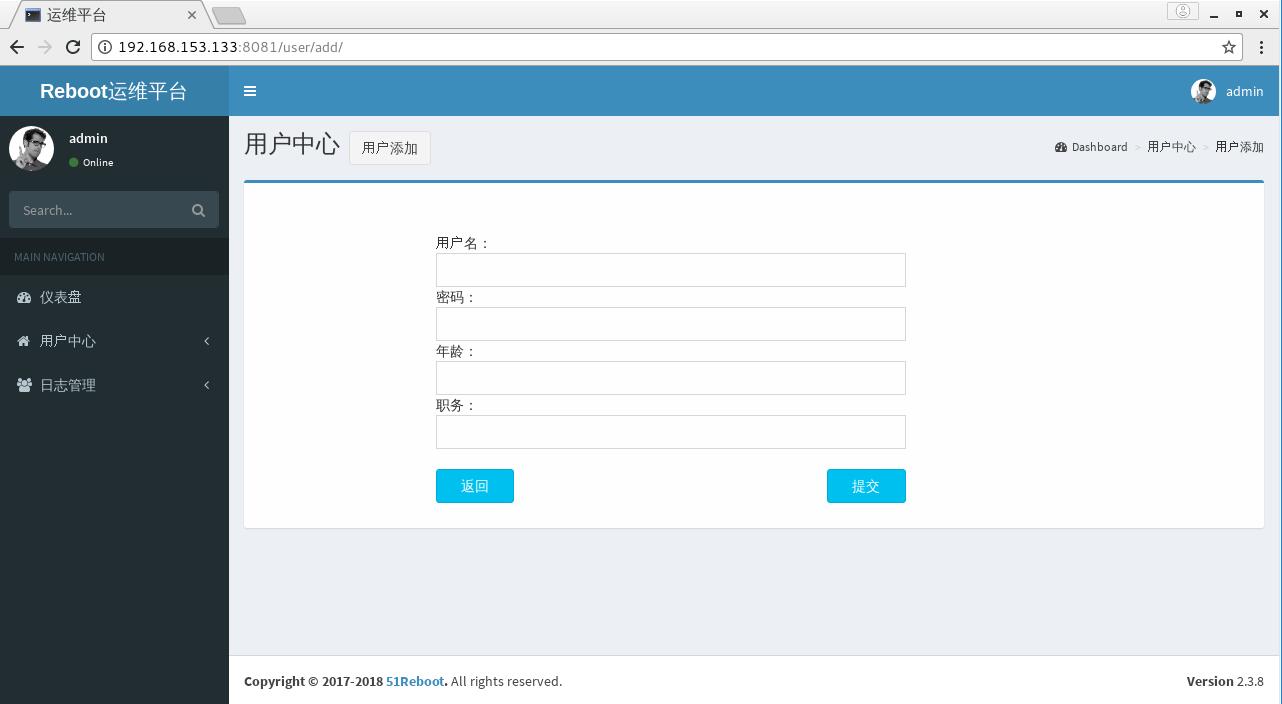 运维平台
192.168.153.133:8081/user/add/
Reboot运维平台
admin
admin
Online
Search...
MAIN NAVIGATION
仪表盘
用户中心
日志管理
用户中心 用户添加
Dashboard > 用户中心 > 用户添加
用户名：
密码：
年龄：
职务：
返回 提交
Copyright © 2017-2018 51Reboot. All rights reserved.
Version 2.3.8